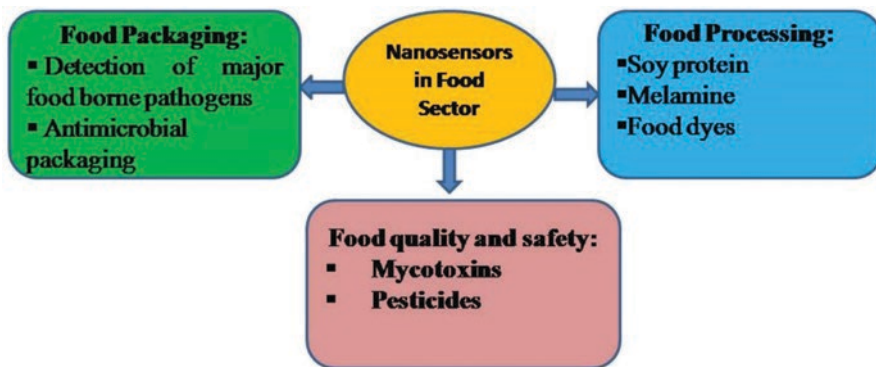 Food Packaging:
▪ Detection of major
food borne pathogens
▪ Antimicrobial
packaging
Nanosensors
in Food
Sector
Food Processing:
▪Soy protein
▪Melamine
▪Food dyes
Food quality and safety:
▪ Mycotoxins
▪ Pesticides